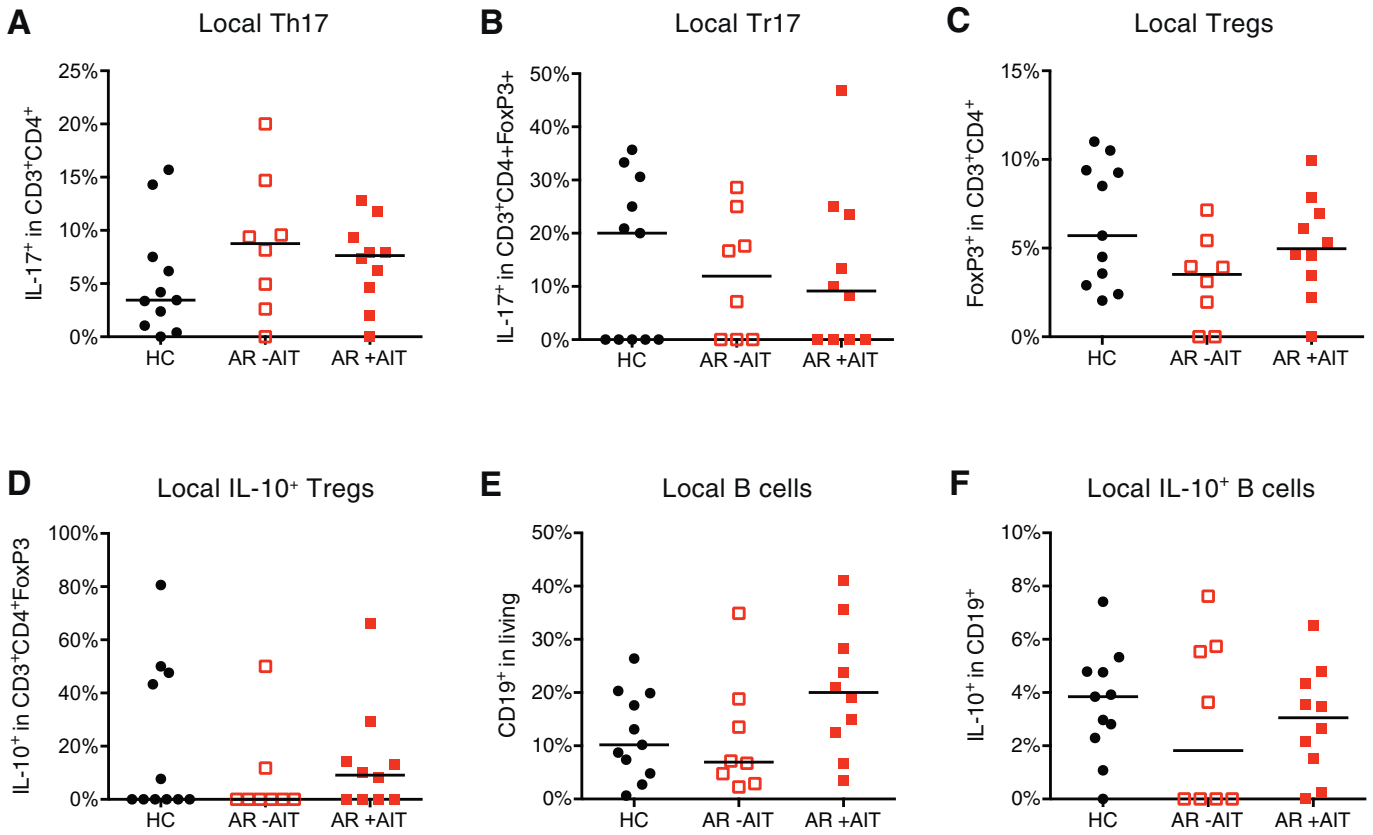 A
Local Th17
IL-17+ in CD3+CD4+
25%
20%
15%
10%
5%
0%
HC
AR -AIT
AR +AIT
B
Local Tr17
IL-17+ in CD3+CD4+FoxP3+
50%
40%
30%
20%
10%
0%
HC
AR -AIT
AR +AIT
C
Local Tregs
FoxP3+ in CD3+CD4+
15%
10%
5%
0%
HC
AR -AIT
AR +AIT
D
Local IL-10+ Tregs
IL-10+ in CD3+CD4+FoxP3
100%
80%
60%
40%
20%
0%
HC
AR -AIT
AR +AIT
E
Local B cells
CD19+ in living
50%
40%
30%
20%
10%
0%
HC
AR -AIT
AR +AIT
F
Local IL-10+ B cells
IL-10+ in CD19+
10%
8%
6%
4%
2%
0%
HC
AR -AIT
AR +AIT